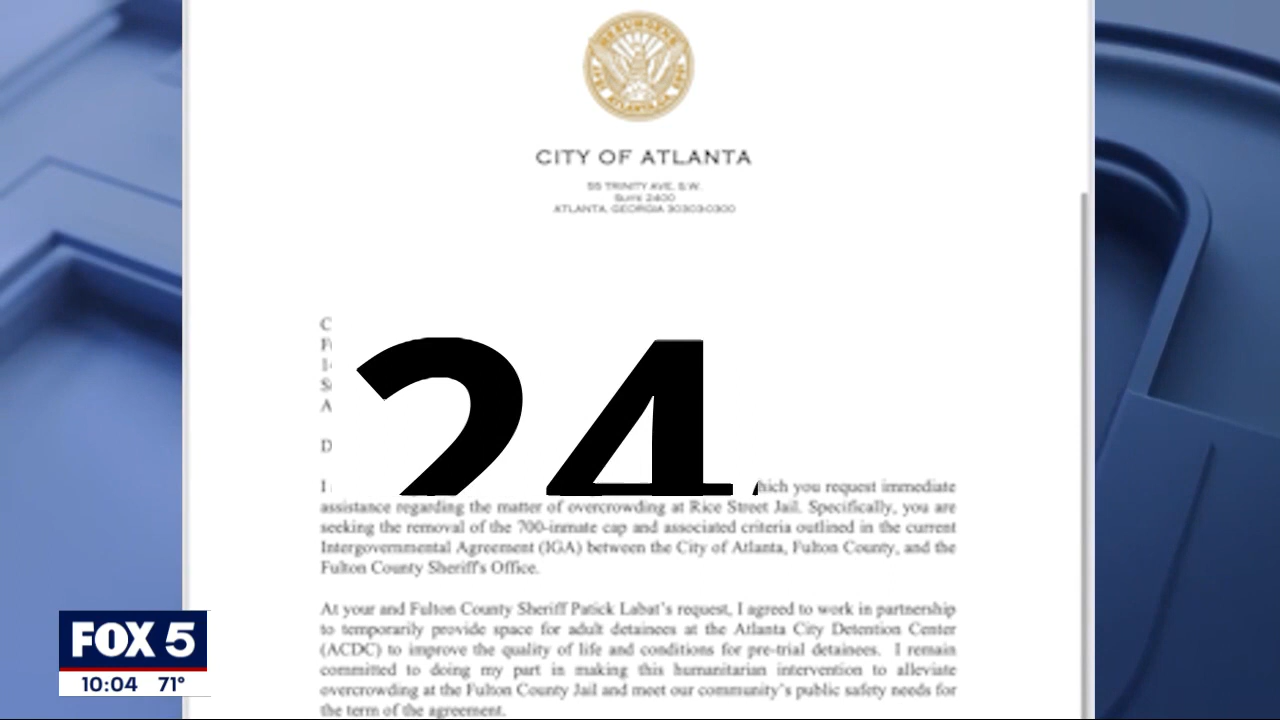 CITY OF ATLANTA
55 TRINITY AVE, S.W.
SUITE 2400
ATLANTA, GEORGIA 30303-0300
24
I
hich you request immediate
assistance regarding the matter of overcrowding at Rice Street Jail. Specifically, you are
seeking the removal of the 700-inmate cap and associated criteria outlined in the current
Intergovernmental Agreement (IGA) between the City of Atlanta, Fulton County, and the
Fulton County Sheriff's Office.
At your and Fulton County Sheriff Patick Labat's request, I agreed to work in partnership
to temporarily provide space for adult detainees at the Atlanta City Detention Center
(ACDC) to improve the quality of life and conditions for pre-trial detainees. I remain
committed to doing my part in making this humanitarian intervention to alleviate
overcrowding at the Fulton County Jail and meet our community's public safety needs for
the term of the agreement.
FOX 5
10:04 71°